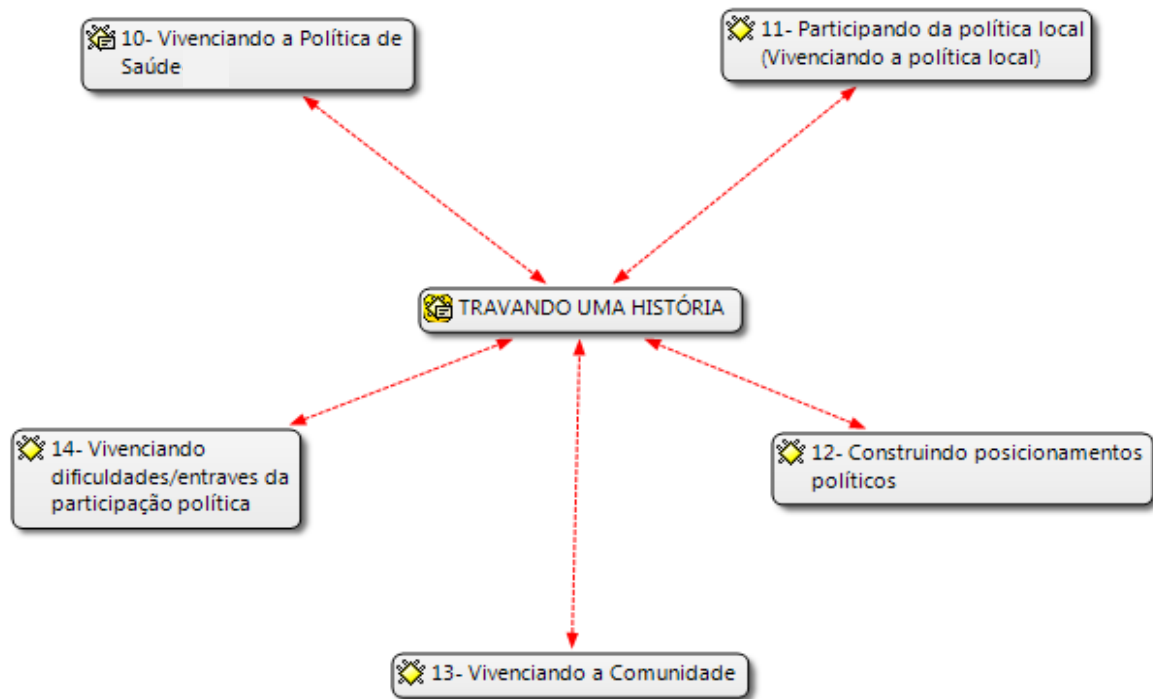 10- Vivenciando a Política de
Saúde
11- Participando da política local
(Vivenciando a política local)
TRAVANDO UMA HISTÓRIA
14- Vivenciando
dificuldades/entraves da
participação política
12- Construindo posicionamentos
políticos
13- Vivenciando a Comunidade